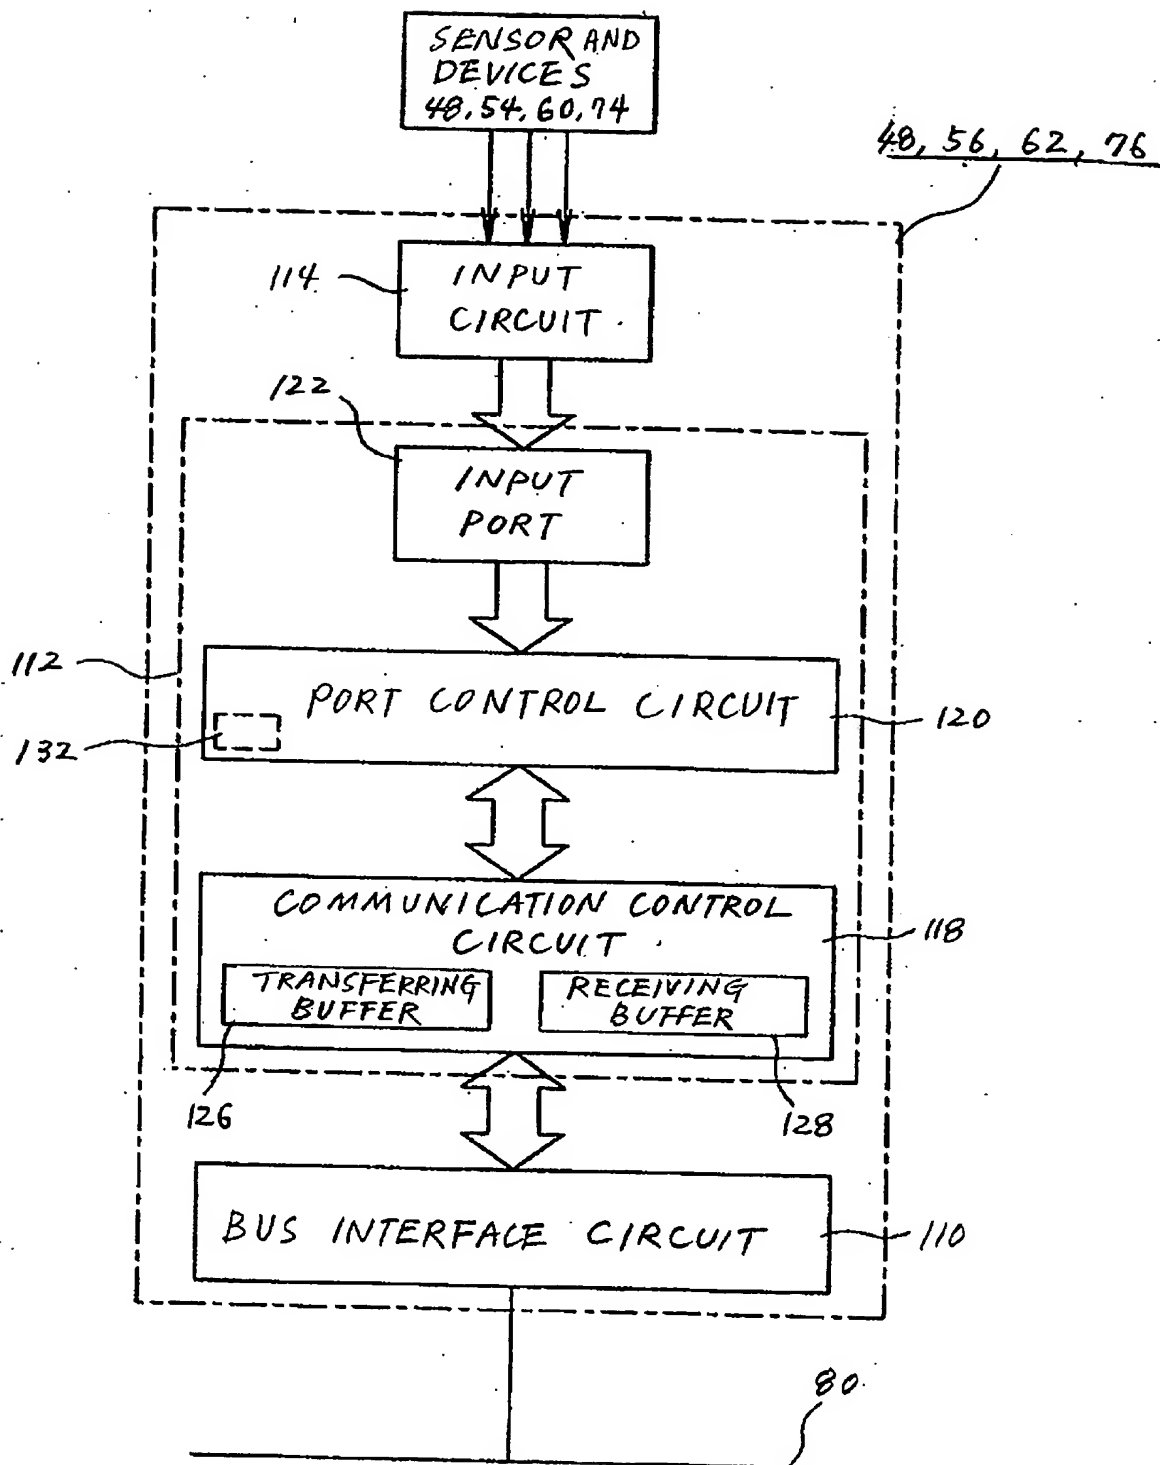 SENSOR AND
DEVICES
48, 54, 60, 74
48, 56, 62, 76
114
INPUT
CIRCUIT
122
INPUT
PORT
112
PORT CONTROL CIRCUIT
120
132
COMMUNICATION CONTROL
CIRCUIT
118
TRANSFERRING
BUFFER
RECEIVING
BUFFER
126
128
BUS INTERFACE CIRCUIT
110
80